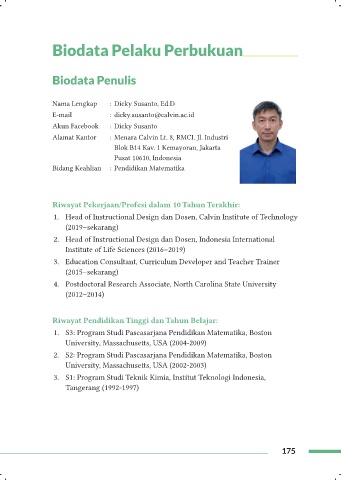 Biodata Pelaku Perbukuan
Biodata Penulis
Nama Lengkap : Dicky Susanto, Ed.D
E-mail : dicky.susanto@calvin.ac.id
Akun Facebook : Dicky Susanto
Alamat Kantor : Menara Calvin Lt. 8, RMCI. Jl. Industri
Blok B14 Kav. 1 Kemayoran, Jakarta
Pusat 10610, Indonesia
Bidang Keahlian : Pendidikan Matematika
Riwayat Pekerjaan/Profesi dalam 10 Tahun Terakhir:
1. Head of Instructional Design dan Dosen, Calvin Institute of Technology
(2019–sekarang)
2. Head of Instructional Design dan Dosen, Indonesia International
Institute of Life Sciences (2016–2019)
3. Education Consultant, Curriculum Developer and Teacher Trainer
(2015–sekarang)
4. Postdoctoral Research Associate, North Carolina State University
(2012–2014)
Riwayat Pendidikan Tinggi dan Tahun Belajar:
1. S3: Program Studi Pascasarjana Pendidikan Matematika, Boston
University, Massachusetts, USA (2004-2009)
2. S2: Program Studi Pascasarjana Pendidikan Matematika, Boston
University, Massachusetts, USA (2002-2003)
3. S1: Program Studi Teknik Kimia, Institut Teknologi Indonesia,
Tangerang (1992-1997)
175